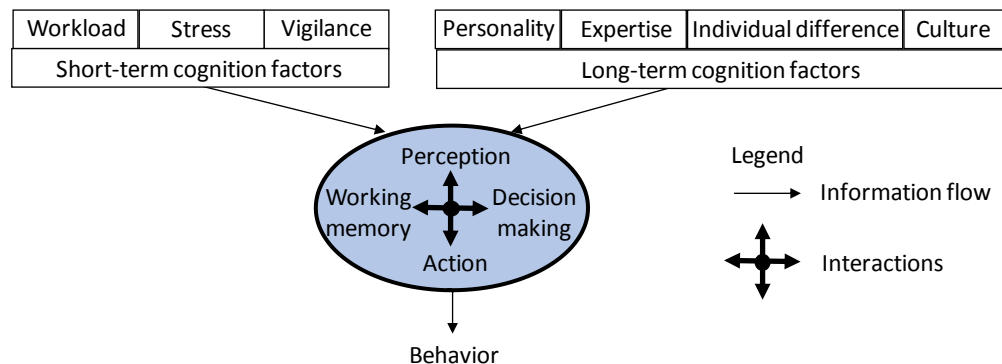 Workload Stress Vigilance
Short-term cognition factors
Personality Expertise Individual difference Culture
Long-term cognition factors
Perception
Working memory
Decision making
Action
Behavior
Legend
Information flow
Interactions